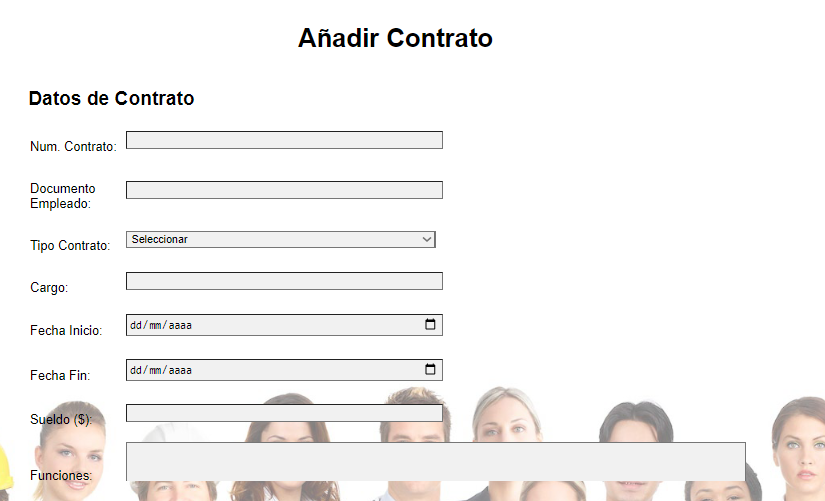 Añadir Contrato
Datos de Contrato
Num. Contrato:
Documento
Empleado:
Tipo Contrato: Seleccionar
Cargo:
Fecha Inicio: dd/mm/aaaa
Fecha Fin: dd/mm/aaaa
Sueldo ($):
Funciones: